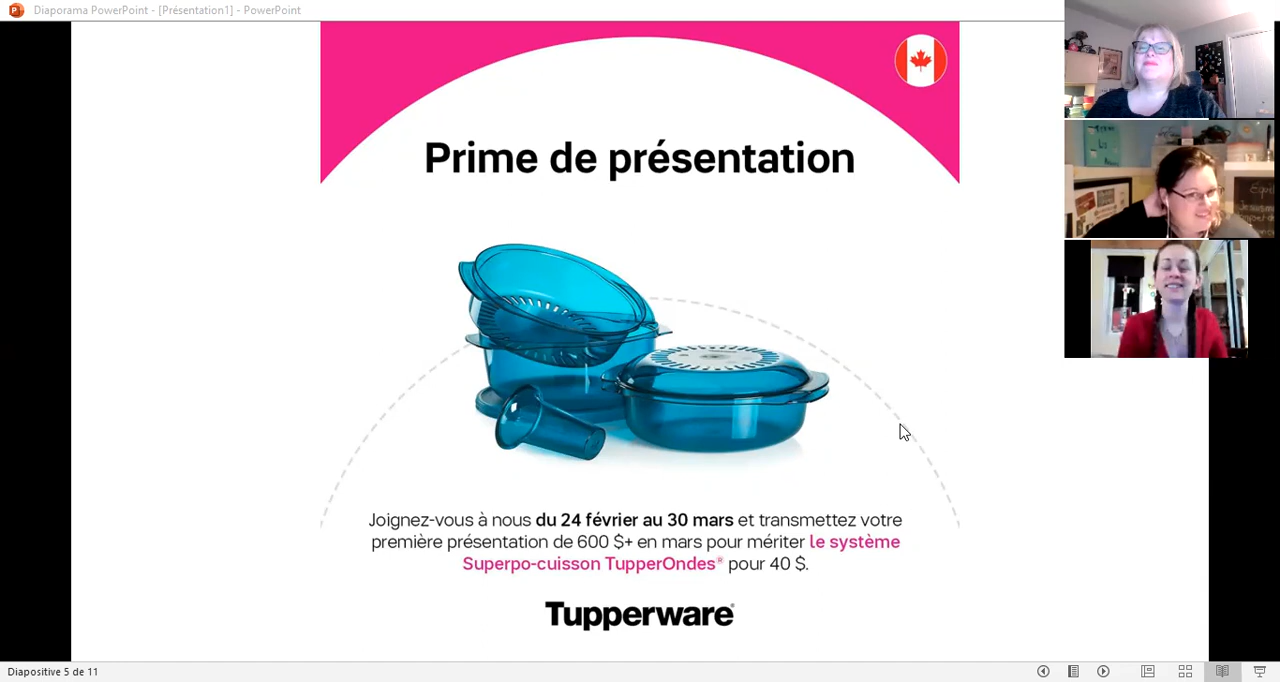 Diaporama PowerPoint - [Présentation1] - PowerPoint
Prime de présentation
Joignez-vous à nous du 24 février au 30 mars et transmettez votre
première présentation de 600 $+ en mars pour mériter le système
Superpo-cuisson TupperOndes® pour 40 $.
Tupperware®
Diapositive 5 de 11